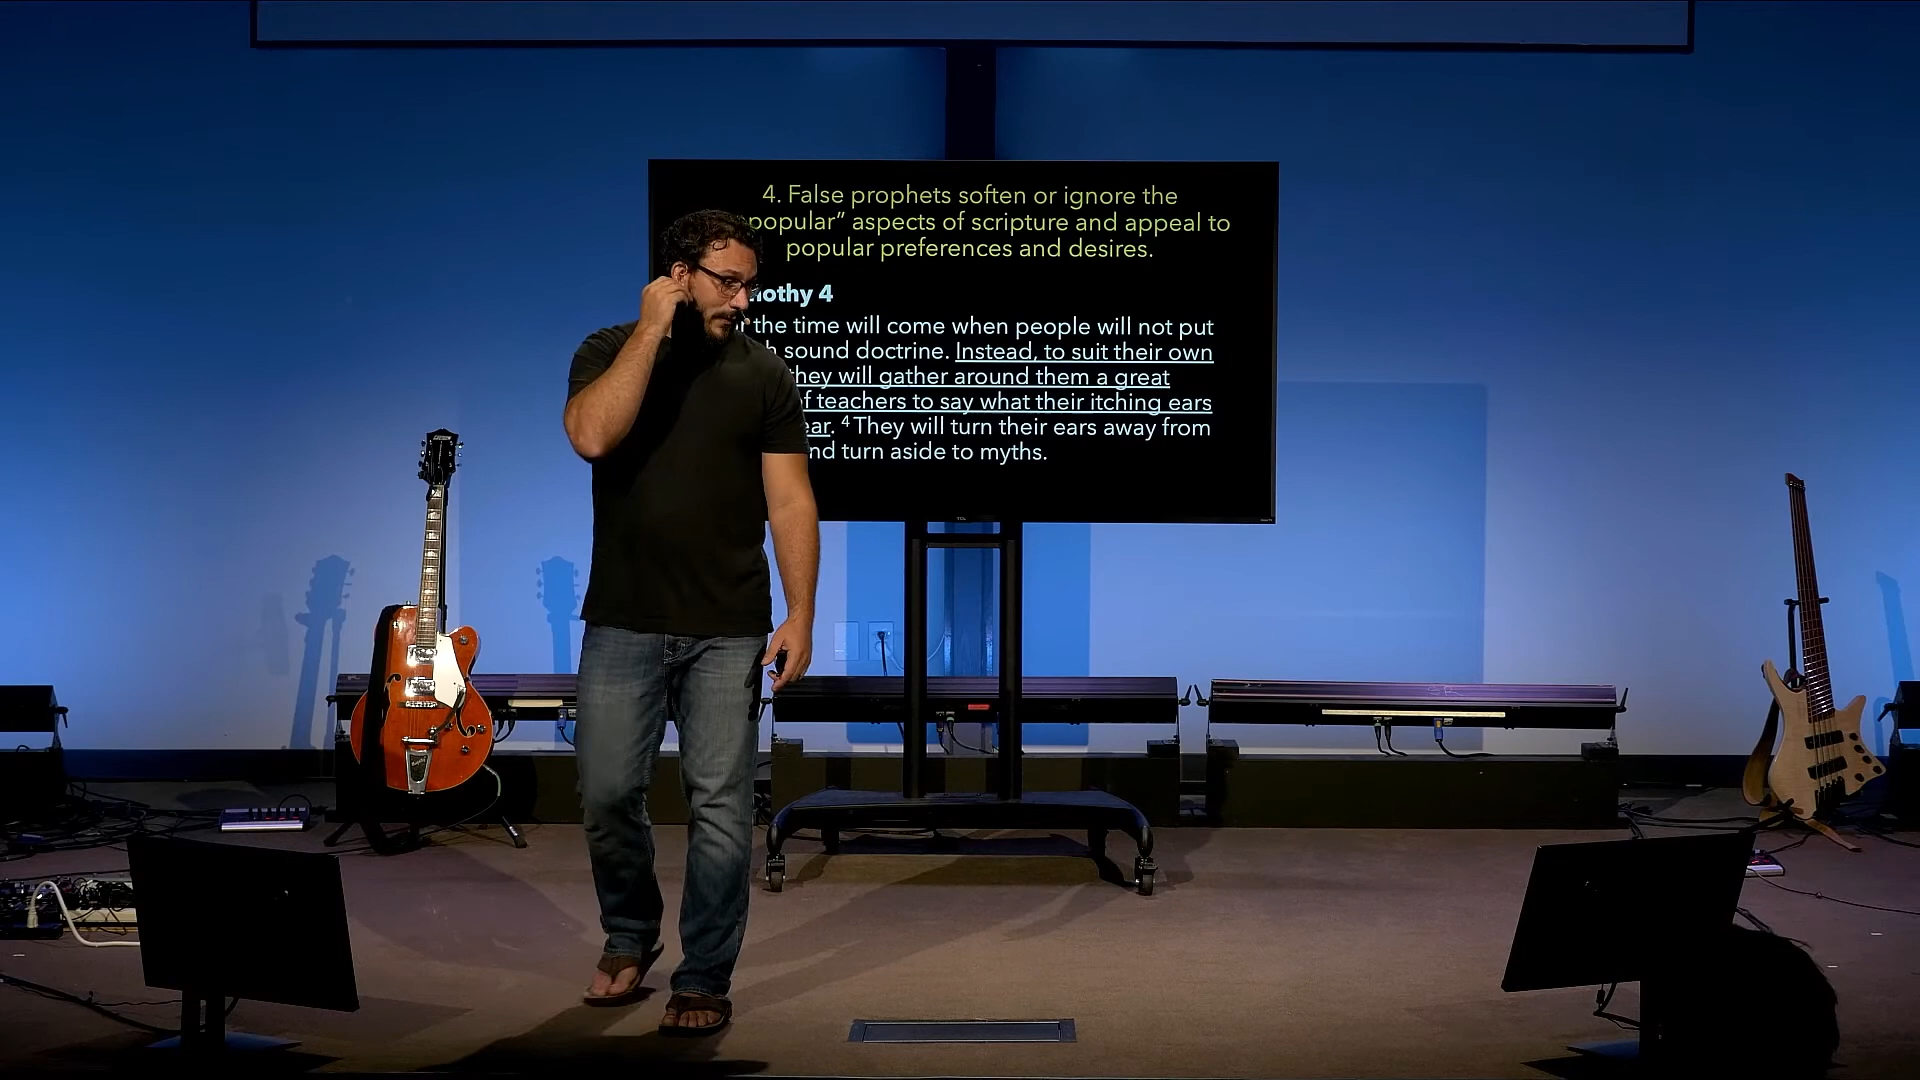 4. False prophets soften or ignore the
popular” aspects of scripture and appeal to
popular preferences and desires.
othy 4
the time will come when people will not put
sound doctrine. Instead, to suit their own
they will gather around them a great
teachers to say what their itching ears
ear. ⁴They will turn their ears away from
nd turn aside to myths.
TCL